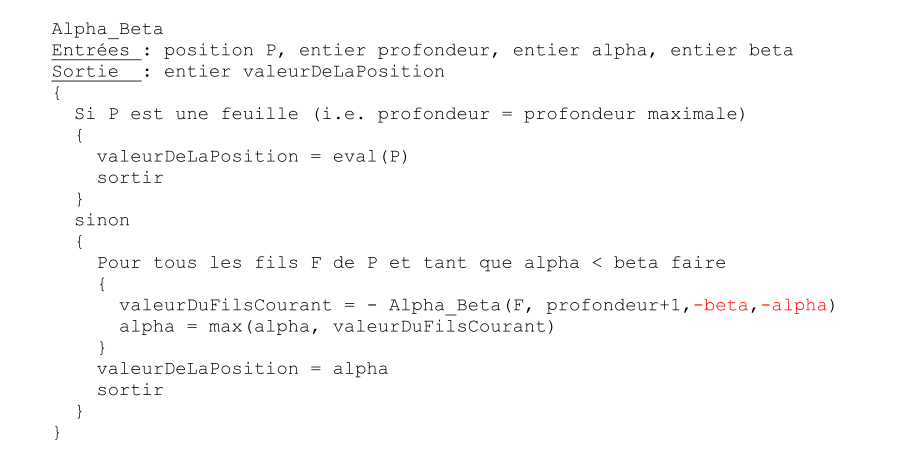 Alpha_Beta
Entrées : position P, entier profondeur, entier alpha, entier beta
Sortie  : entier valeurDeLaPosition
{
  Si P est une feuille (i.e. profondeur = profondeur maximale)
  {
    valeurDeLaPosition = eval(P)
    sortir
  }
  sinon
  {
    Pour tous les fils F de P et tant que alpha < beta faire
    {
      valeurDuFilsCourant = - Alpha_Beta(F, profondeur+1,-beta,-alpha)
      alpha = max(alpha, valeurDuFilsCourant)
    }
    valeurDeLaPosition = alpha
    sortir
  }
}